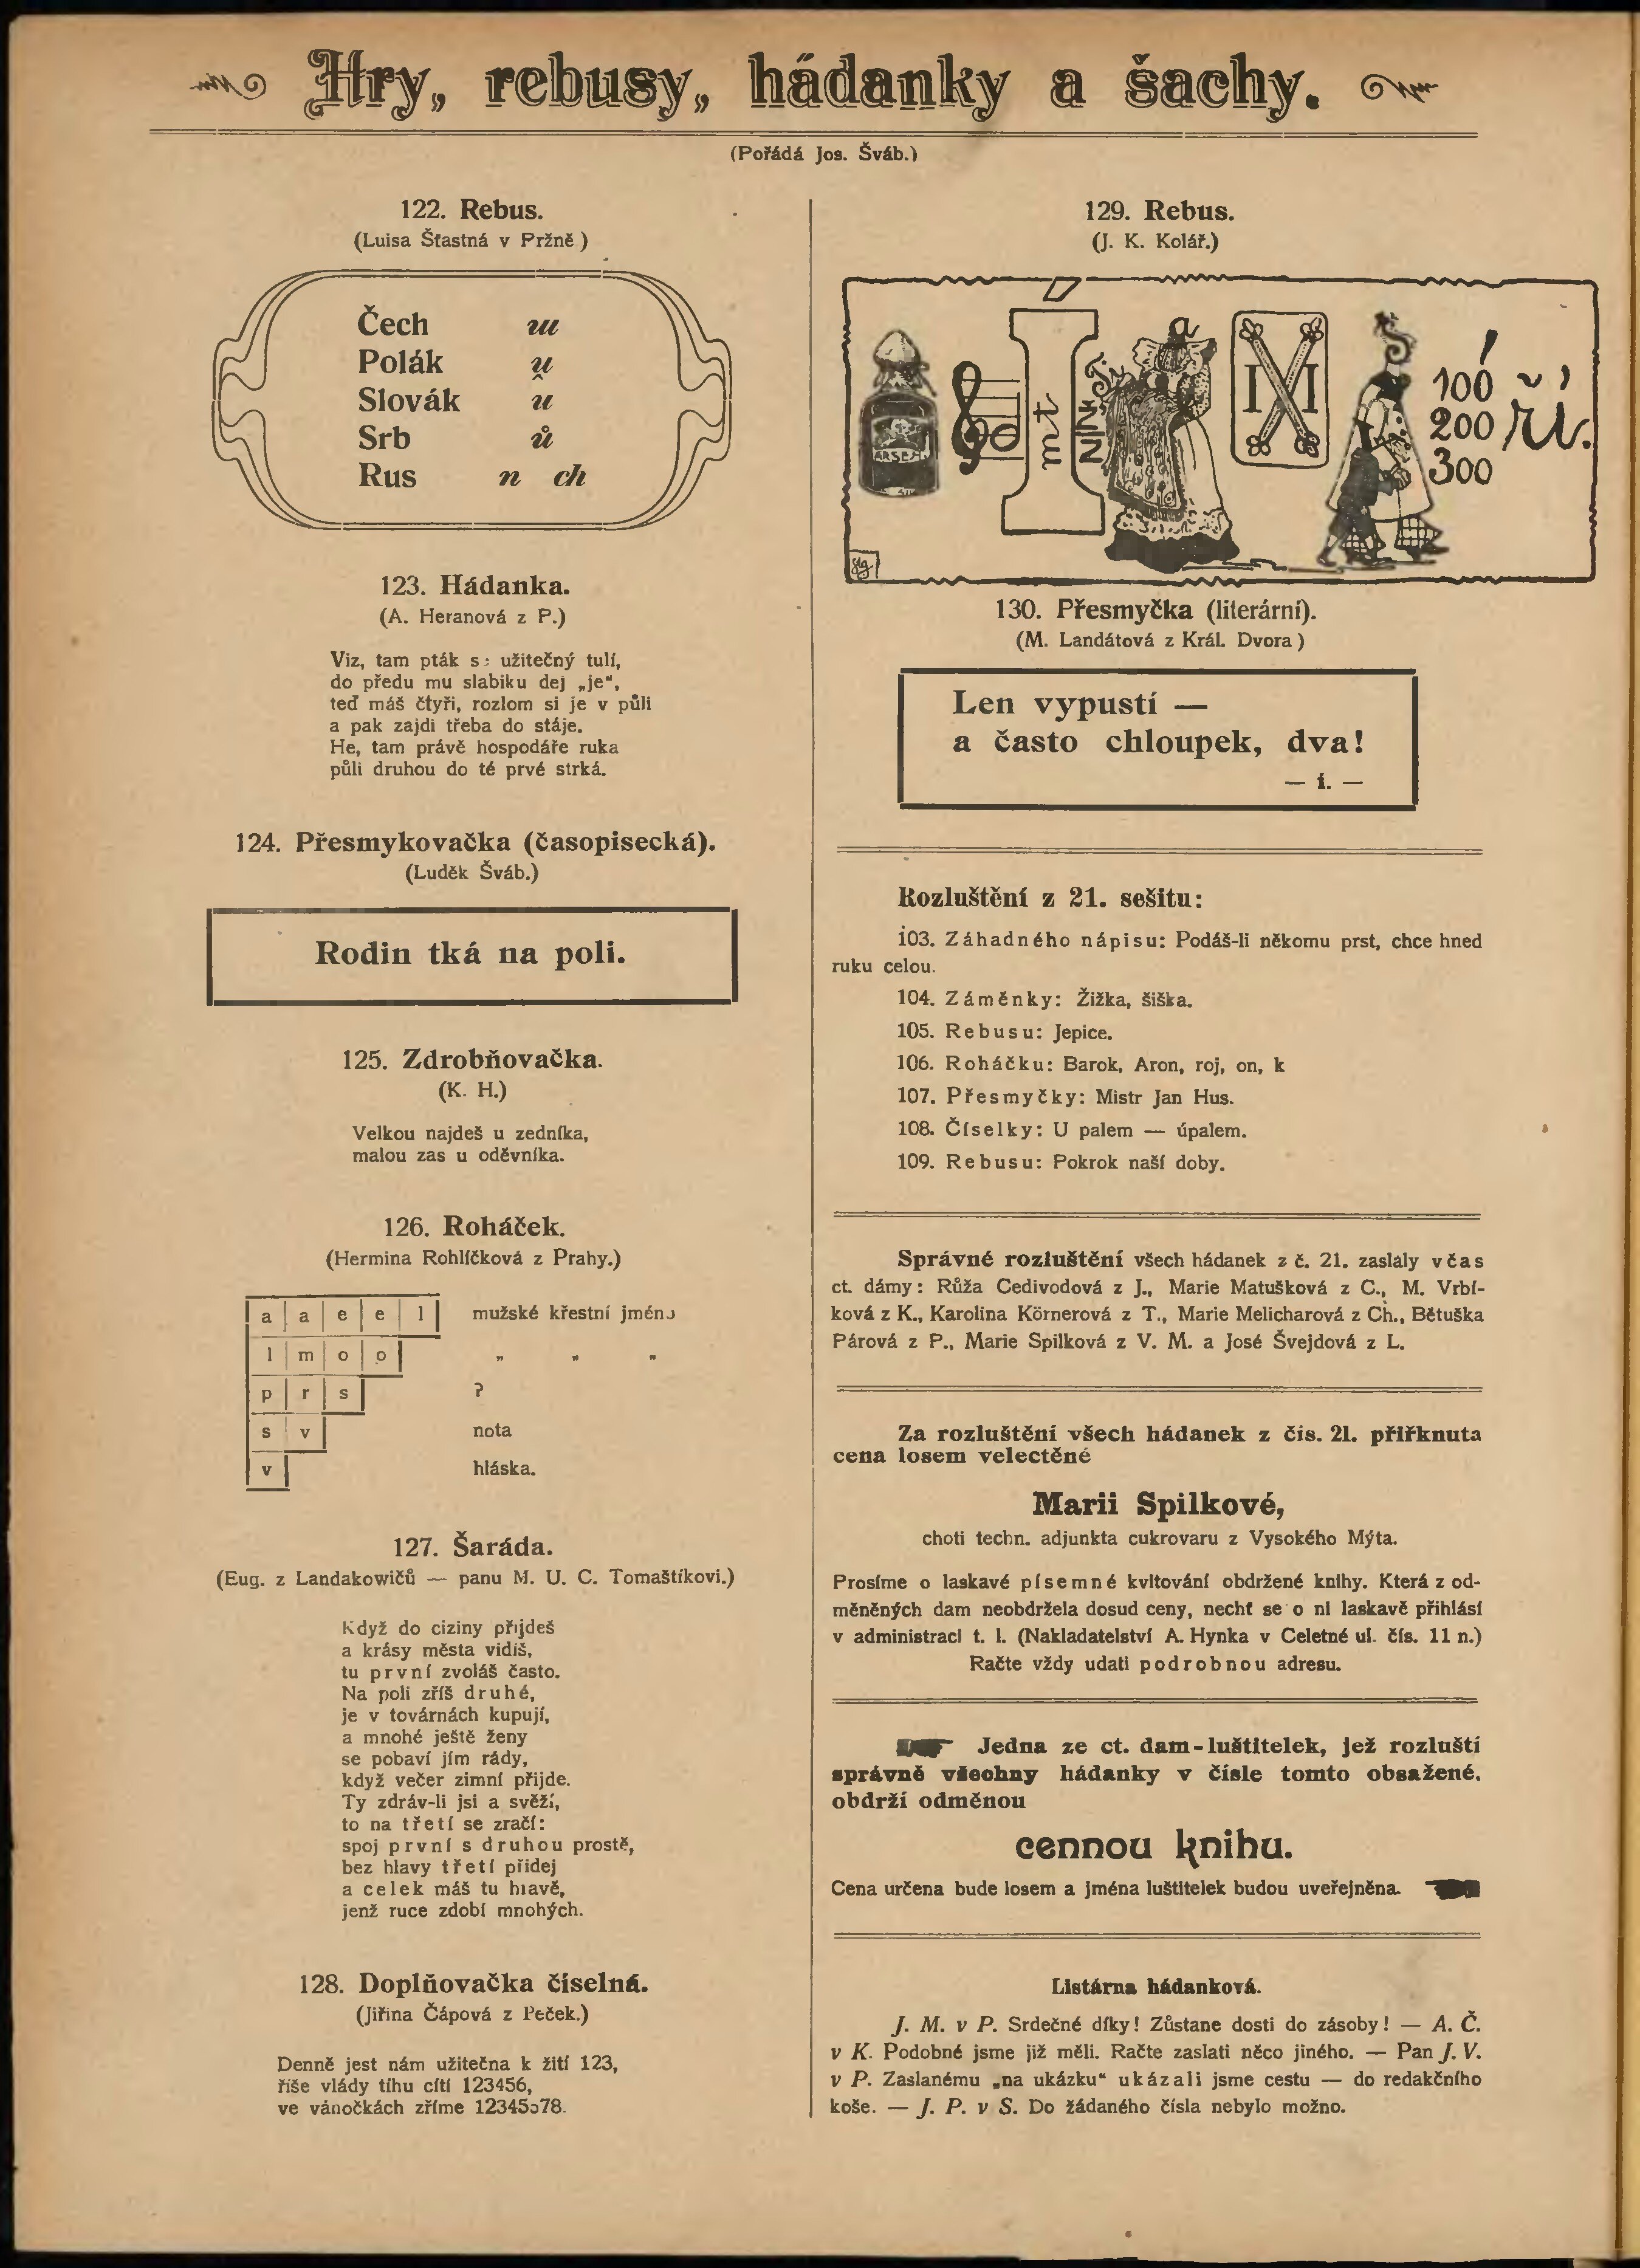 Hry, rebusy, hádanky a šachy.
(Pořádá Jos. Šváb.)
122. Rebus.
(Luisa Šťastná v Pržně)
Čech
Polák u
Slovák u
Srb ů
Rus n ch
123. Hádanka.
(A. Heranová z P.)
Viz, tam pták se užitečný tulí,
do předu mu slabiku dej „je“,
teď máš čtyři, rozlom si je v půli
a pak zajdi třeba do stáje.
He, tam právě hospodáře ruka
půli druhou do té prvé strká.
124. Přesmykovačka (časopisecká).
(Luděk Šváb.)
Rodin tká na poli.
125. Zdrobňovačka.
(K. H.)
Velkou najdeš u zedníka,
malou zas u oděvníka.
126. Roháček.
(Hermina Rohlíčková z Prahy.)
a a e e l mužské křestní jméno
l m o o „ „ „
p r s ?
s v nota
v hláska.
127. Šaráda.
(Eug. z Landakowičů — panu M. U. C. Tomaštíkovi.)
Když do ciziny přijdeš
a krásy města vidíš,
tu první zvoláš často.
Na poli zříš druhé,
je v továrnách kupují,
a mnohé ještě ženy
se pobaví jím rády,
když večer zimní přijde.
Ty zdráv-li jsi a svěží,
to na třetí se zračí:
spoj první s druhou prostě,
bez hlavy třetí přidej
a celek máš tu hlavě,
jenž ruce zdobí mnohých.
128. Doplňovačka číselná.
(Jiřina Čápová z Peček.)
Denně jest nám užitečna k žití 123,
říše vlády tíhu cítí 123456,
ve vánočkách zříme 12345578.
129. Rebus.
(J. K. Kolář.)
ARSEN
mt
a
I I
100
200 ří.
300
130. Přesmyčka (literární).
(M. Landátová z Král. Dvora)
Len vypustí —
a často chloupek, dva!
— i. —
Rozluštění z 21. sešitu:
103. Záhadného nápisu: Podáš-li někomu prst, chce hned
ruku celou.
104. Záměnky: Žižka, šiška.
105. Rebusu: Jepice.
106. Roháčku: Barok, Aron, roj, on, k
107. Přesmyčky: Mistr Jan Hus.
108. Číselky: U palem — úpalem.
109. Rebusu: Pokrok naší doby.
Správné rozluštění všech hádanek z č. 21. zaslaly včas
ct. dámy: Růža Cedivodová z J., Marie Matušková z C., M. Vrbí-
ková z K., Karolina Körnerová z T., Marie Melicharová z Ch., Bětuška
Párová z P., Marie Spilková z V. M. a José Švejdová z L.
Za rozluštění všech hádanek z čís. 21. přiřknuta
cena losem velectěné
Marii Spilkové,
choti techn. adjunkta cukrovaru z Vysokého Mýta.
Prosíme o laskavé písemné kvitování obdržené knihy. Která z od-
měněných dam neobdržela dosud ceny, nechť se o ni laskavě přihlásí
v administraci t. l. (Nakladatelství A. Hynka v Celetné ul. čís. 11 n.)
Račte vždy udati podrobnou adresu.
Jedna ze ct. dam-luštitelek, jež rozluští
správně všechny hádanky v čísle tomto obsažené,
obdrží odměnou
cennou knihu.
Cena určena bude losem a jména luštitelek budou uveřejněna.
Listárna hádanková.
J. M. v P. Srdečné díky! Zůstane dosti do zásoby! — A. Č.
v K. Podobné jsme již měli. Račte zaslati něco jiného. — Pan J. V.
v P. Zaslanému „na ukázku“ ukázali jsme cestu — do redakčního
koše. — J. P. v S. Do žádaného čísla nebylo možno.